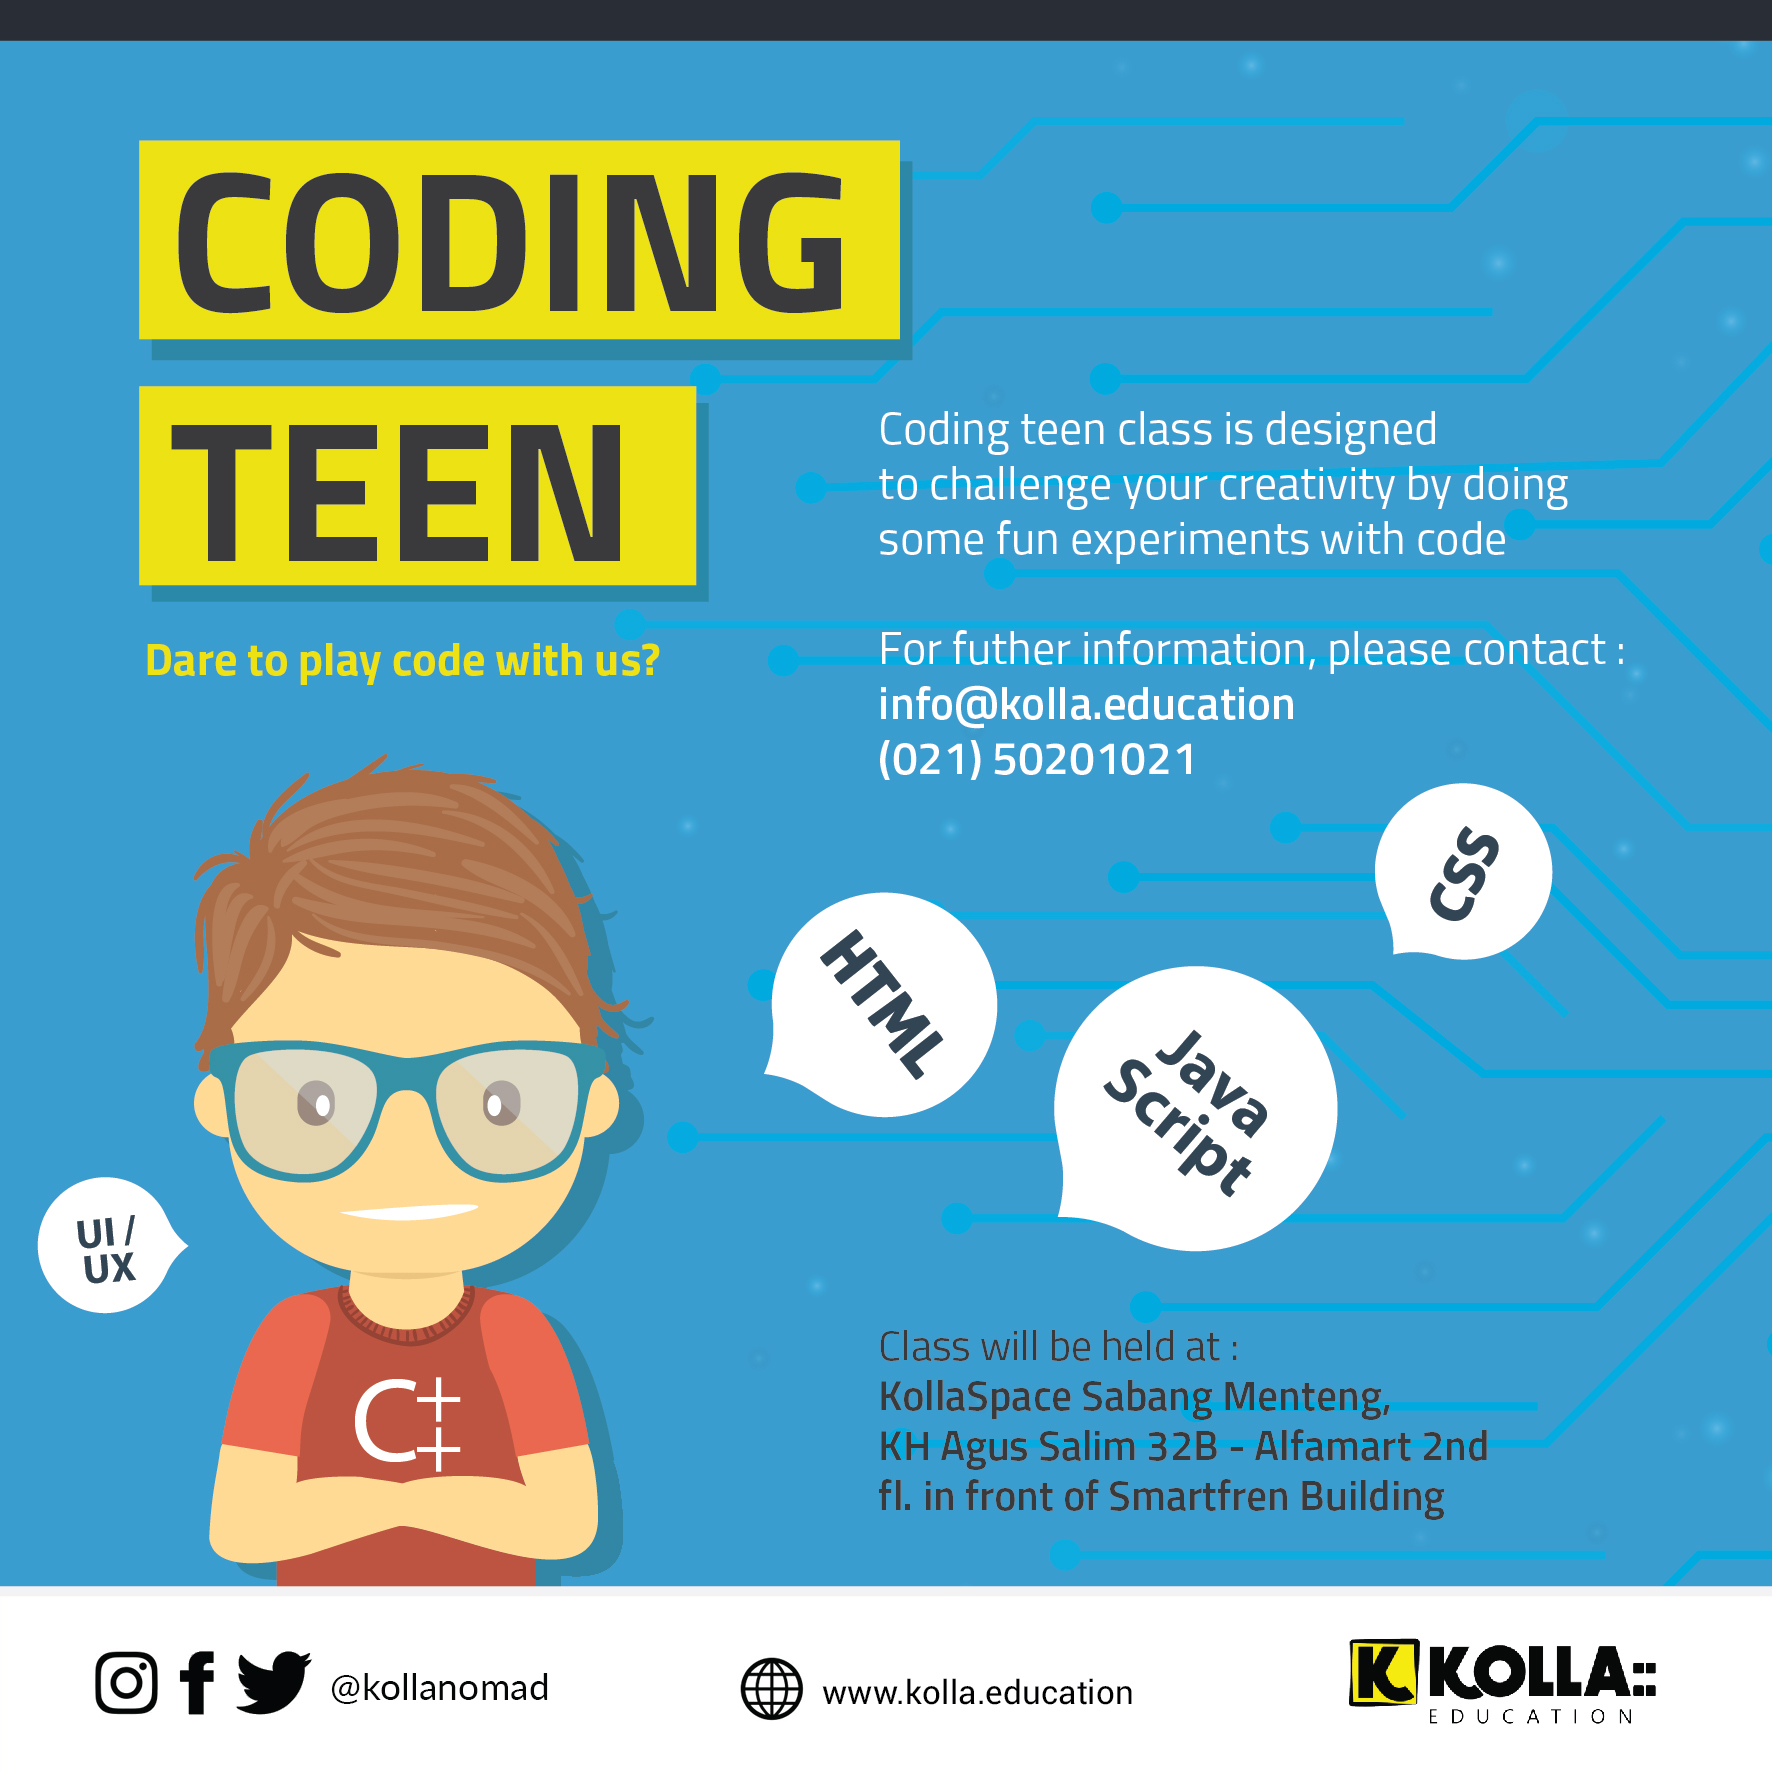 CODING
TEEN
Dare to play code with us?
Coding teen class is designed
to challenge your creativity by doing
some fun experiments with code
For futher information, please contact :
info@kolla.education
(021) 50201021
CSS
HTML
Java
Script
UI /
UX
C++
Class will be held at :
KollaSpace Sabang Menteng,
KH Agus Salim 32B - Alfamart 2nd
fl. in front of Smartfren Building
@kollanomad
www.kolla.education
K KOLLA::
EDUCATION